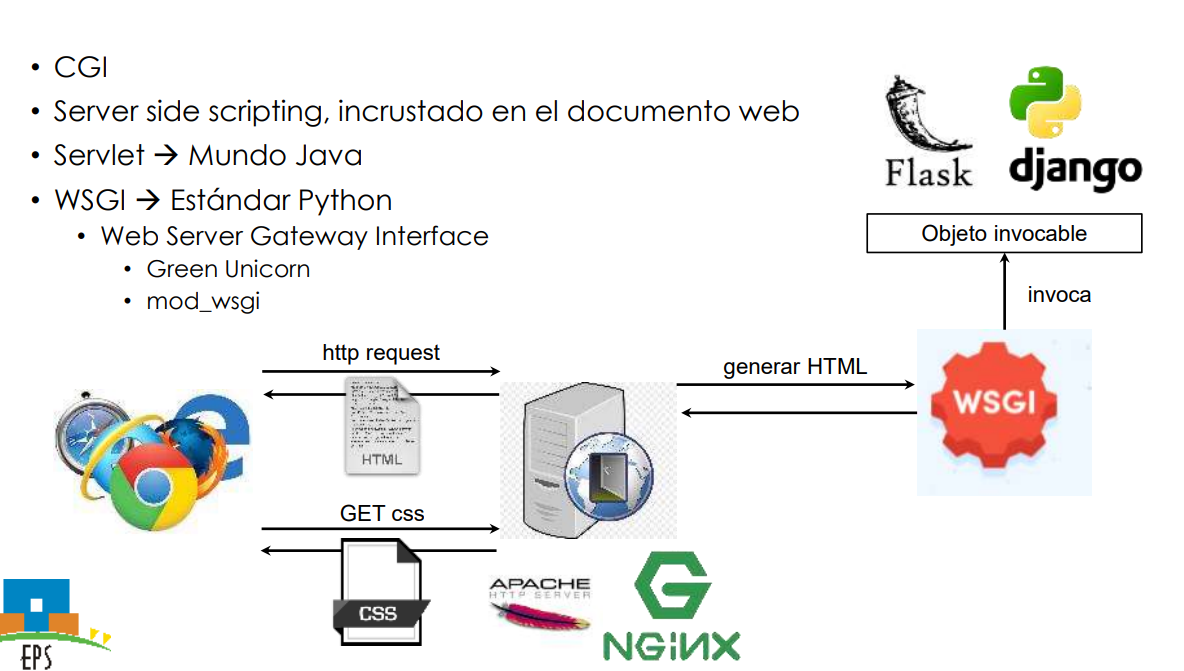 • CGI
• Server side scripting, incrustado en el documento web
• Servlet → Mundo Java
• WSGI → Estándar Python
• Web Server Gateway Interface
• Green Unicorn
• mod_wsgi
Flask
django
Objeto invocable
invoca
http request
generar HTML
HTML
WSGI
GET css
CSS
APACHE
HTTP SERVER
NGiNX
EPS